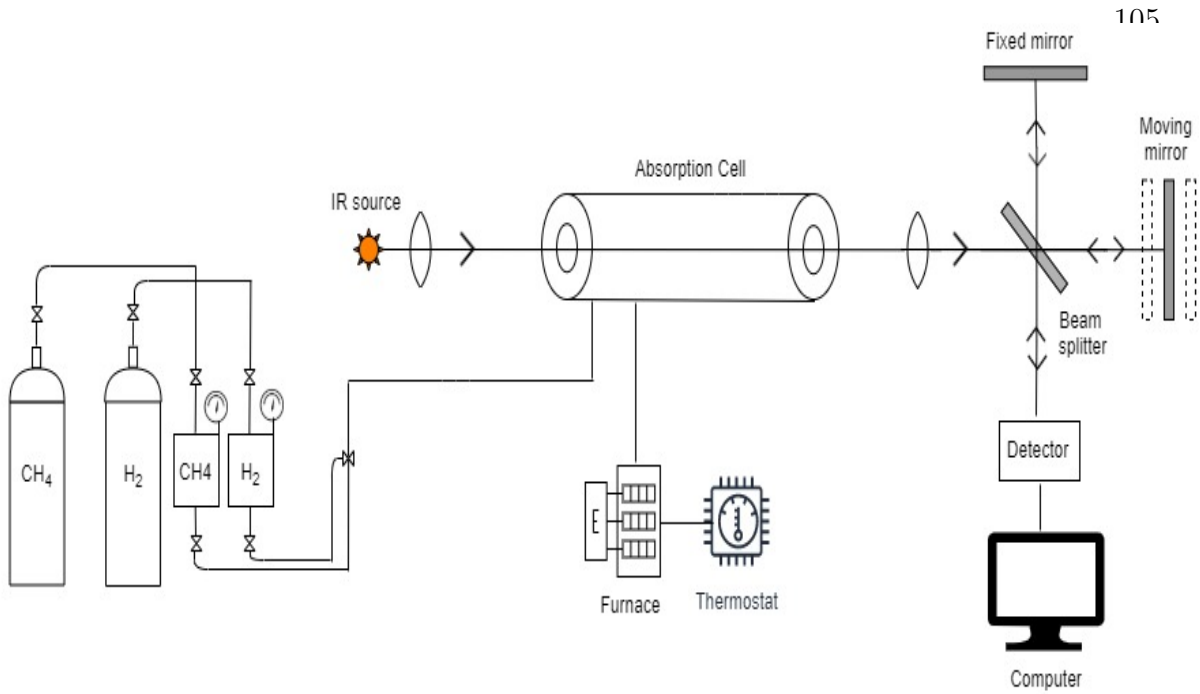 105
Fixed mirror
Moving
mirror
Absorption Cell
IR source
Beam
splitter
CH₄
H₂
CH4
H₂
Detector
E
Furnace
Thermostat
Computer